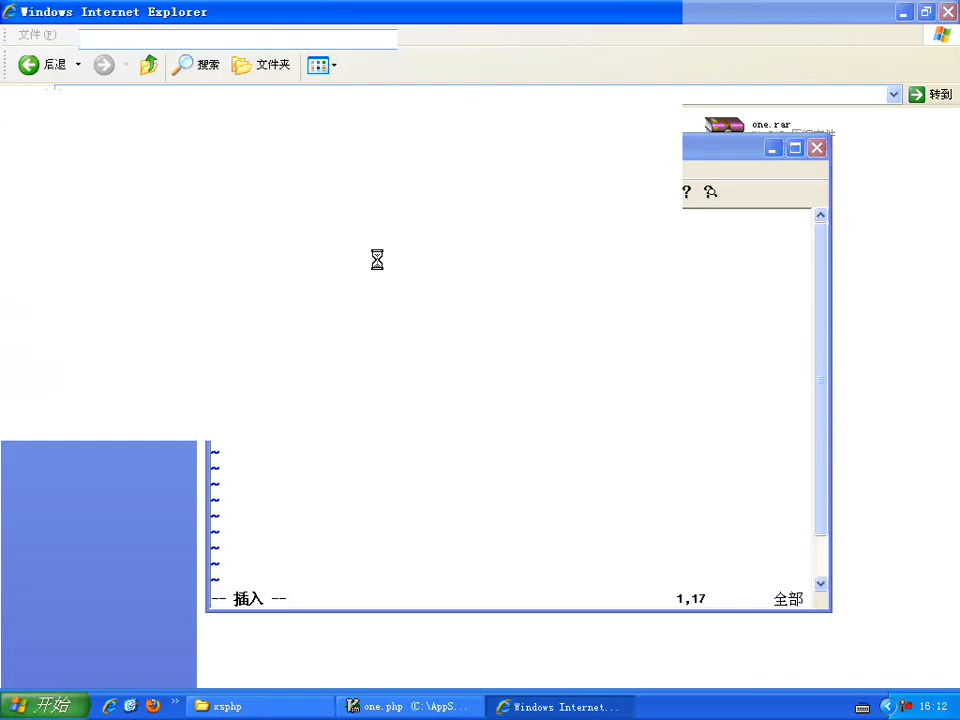 Windows Internet Explorer
文件(F)
后退
搜索
文件夹
转到
one.rar
?
~
~
~
~
~
~
~
~
~
-- 插入 --
1,17
全部
开始
xsphp
one.php (C:\AppS...
Windows Internet...
16:12